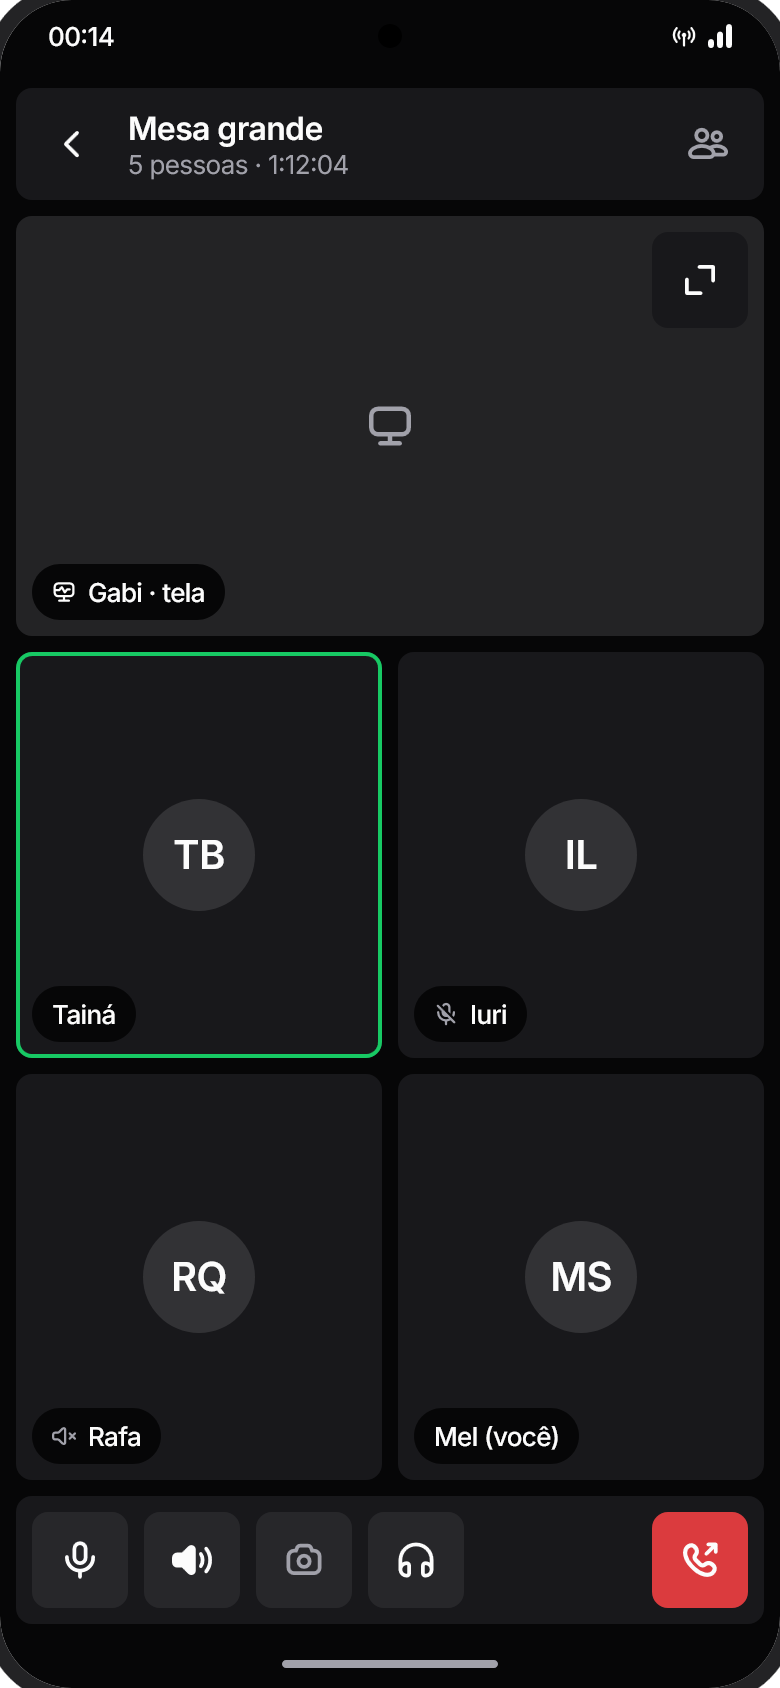 00:14
Mesa grande
5 pessoas · 1:12:04
Gabi · tela
TB
IL
Tainá
Iuri
RQ
MS
Rafa
Mel (você)